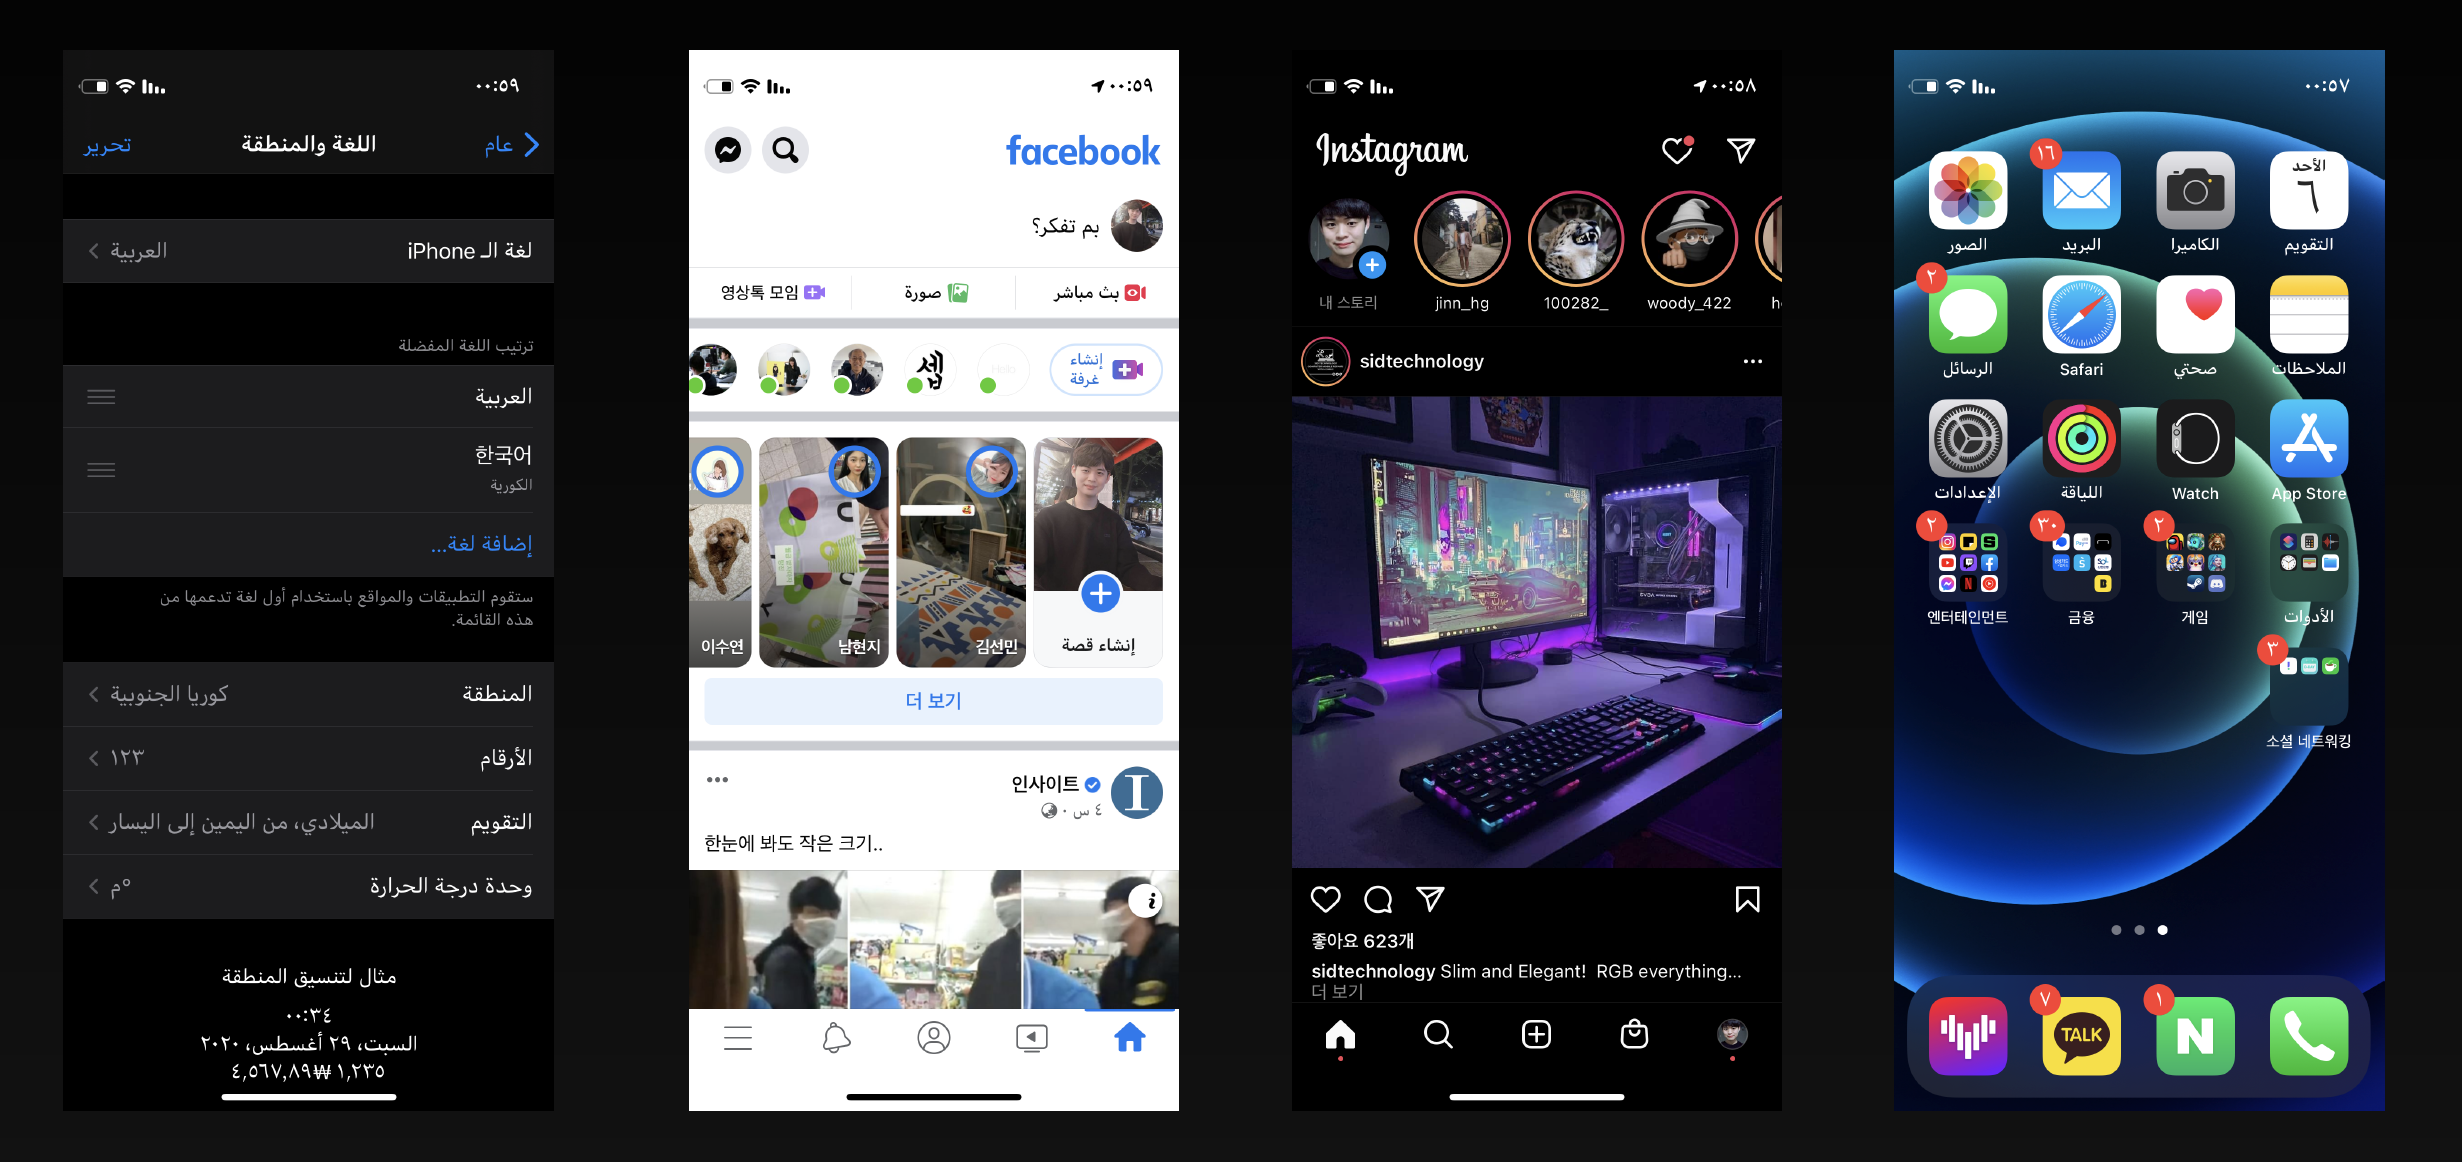 ٠٠:٥٩
عام
اللغة والمنطقة
تحرير
لغة الـ iPhone
العربية
ترتيب اللغة المفضلة
العربية
한국어
الكورية
إضافة لغة...
ستقوم التطبيقات والمواقع باستخدام أول لغة تدعمها من
هذه القائمة.
المنطقة
كوريا الجنوبية
الأرقام
١٢٣
التقويم
الميلادي، من اليمين إلى اليسار
وحدة درجة الحرارة
°م
مثال لتنسيق المنطقة
٠٠:٣٤
السبت، ٢٩ أغسطس، ٢٠٢٠
١,٢٣٥ ₩٤,٥٦٧,٨٩
٠٠:٥٩
facebook
بم تفكر؟
بث مباشر
صورة
영상톡 모임
إنشاء
غرفة
Hello
إنشاء قصة
김선민
남현지
이수연
더 보기
인사이트
٤ س ·
한눈에 봐도 작은 크기..
٠٠:٥٨
Instagram
내 스토리
jinn_hg
100282_
woody_422
sidtechnology
좋아요 623개
sidtechnology Slim and Elegant! RGB everything...
더 보기
٠٠:٥٧
الأحد
٦
١٦
التقويم
الكاميرا
البريد
الصور
٢
الملاحظات
صحتي
Safari
الرسائل
App Store
Watch
اللياقة
الإعدادات
٢
٣٠
٢
الأدوات
게임
금융
엔터테인먼트
٣
소셜 네트워킹
١
٧
N
TALK